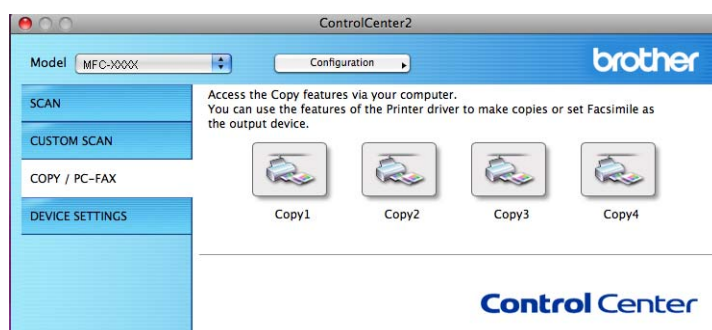 ControlCenter2
Model MFC-XXXX Configuration brother
SCAN
CUSTOM SCAN
COPY / PC-FAX
DEVICE SETTINGS
Access the Copy features via your computer.
You can use the features of the Printer driver to make copies or set Facsimile as
the output device.
Copy1 Copy2 Copy3 Copy4
Control Center